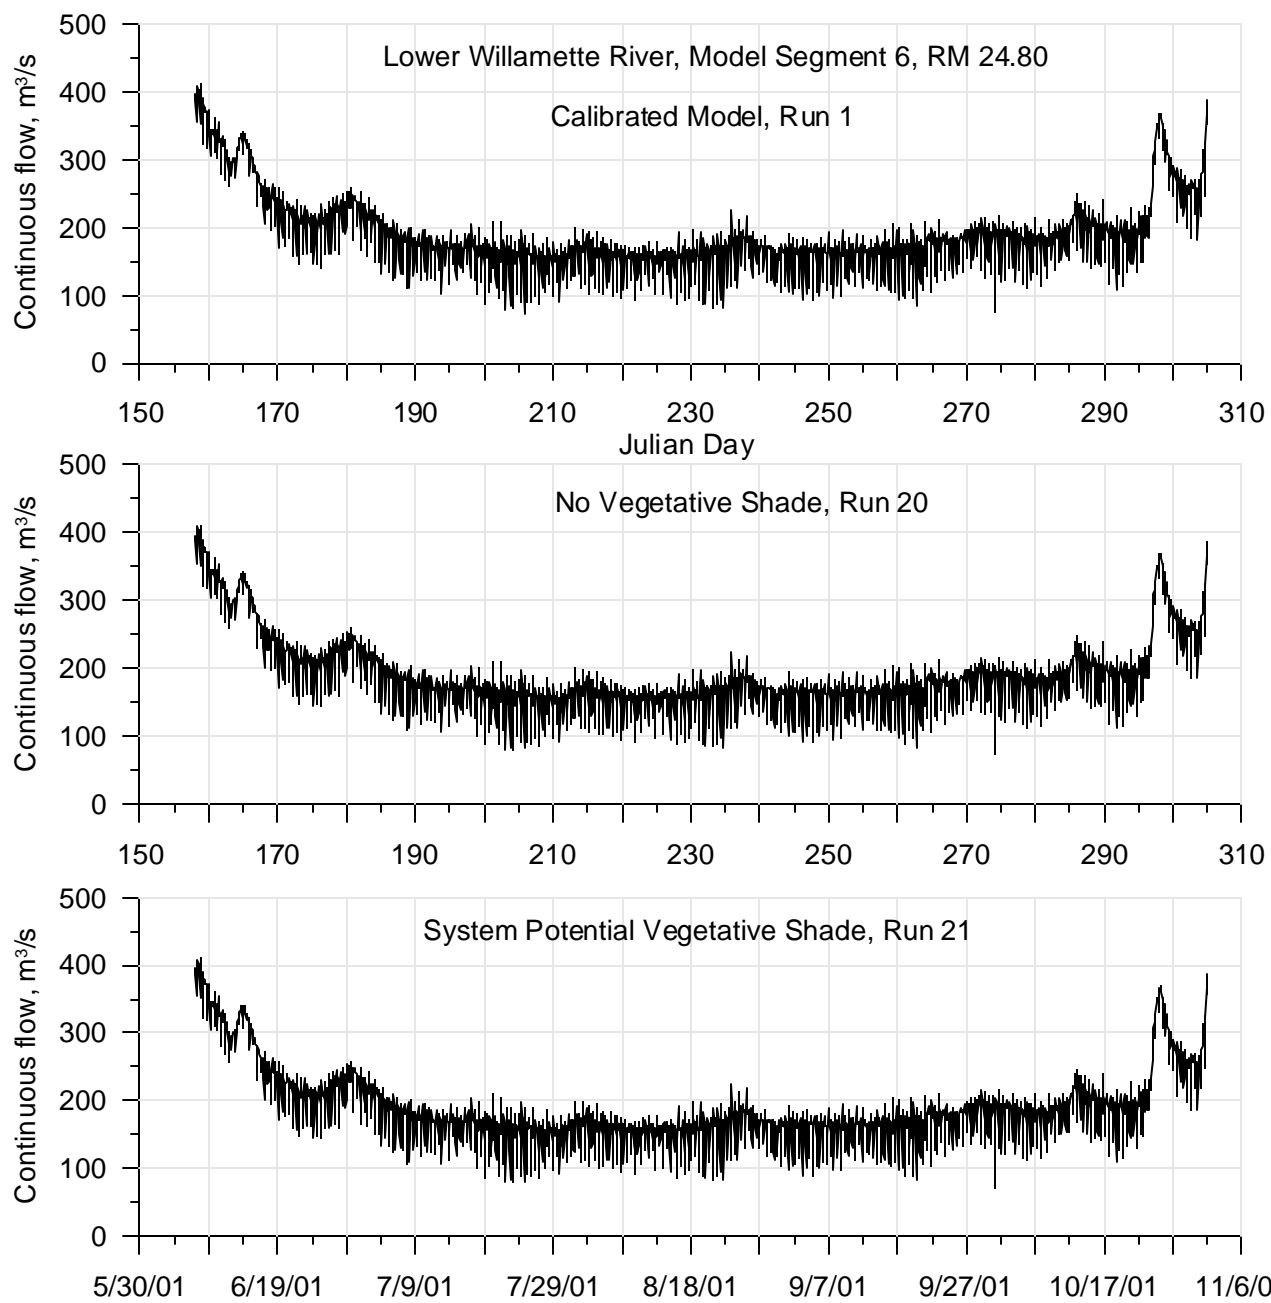 Lower Willamette River, Model Segment 6, RM 24.80
Calibrated Model, Run 1
Continuous flow, m³/s
500
400
300
200
100
0
150 170 190 210 230 250 270 290 310
Julian Day
No Vegetative Shade, Run 20
Continuous flow, m³/s
500
400
300
200
100
0
150 170 190 210 230 250 270 290 310
System Potential Vegetative Shade, Run 21
Continuous flow, m³/s
500
400
300
200
100
0
5/30/01 6/19/01 7/9/01 7/29/01 8/18/01 9/7/01 9/27/01 10/17/01 11/6/0